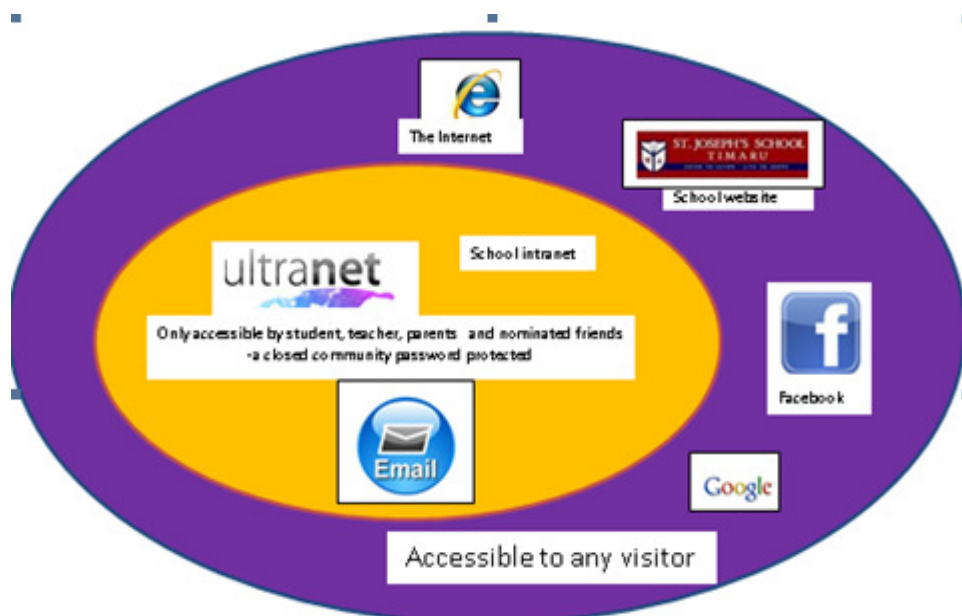 The Internet
ST. JOSEPH'S SCHOOL
TIMARU
School website
School intranet
ultranet
Only accessible by student, teacher, parents and nominated friends
-a closed community password protected
Facebook
Email
Google
Accessible to any visitor